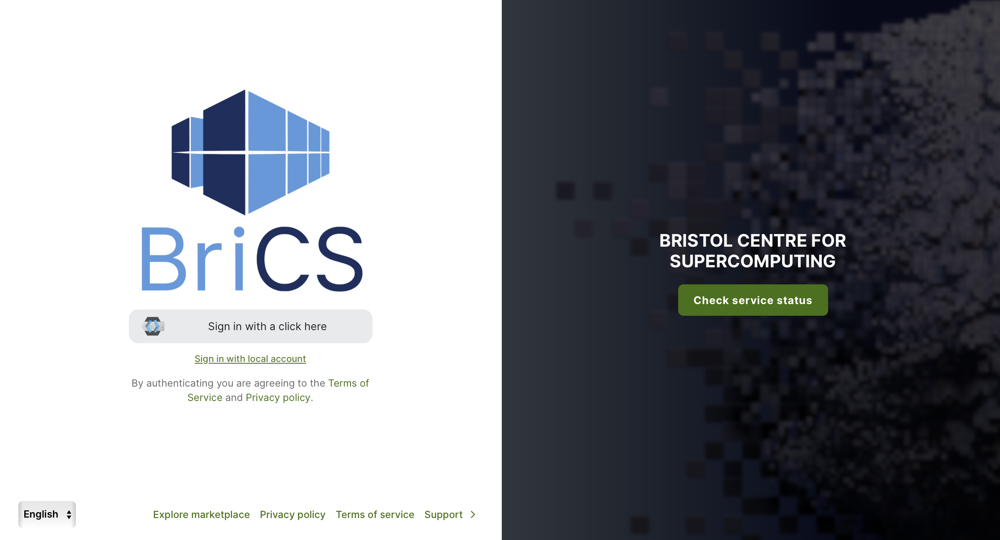 BriCS
Sign in with a click here
Sign in with local account
By authenticating you are agreeing to the Terms of
Service and Privacy policy.
English
Explore marketplace Privacy policy Terms of service Support
BRISTOL CENTRE FOR
SUPERCOMPUTING
Check service status